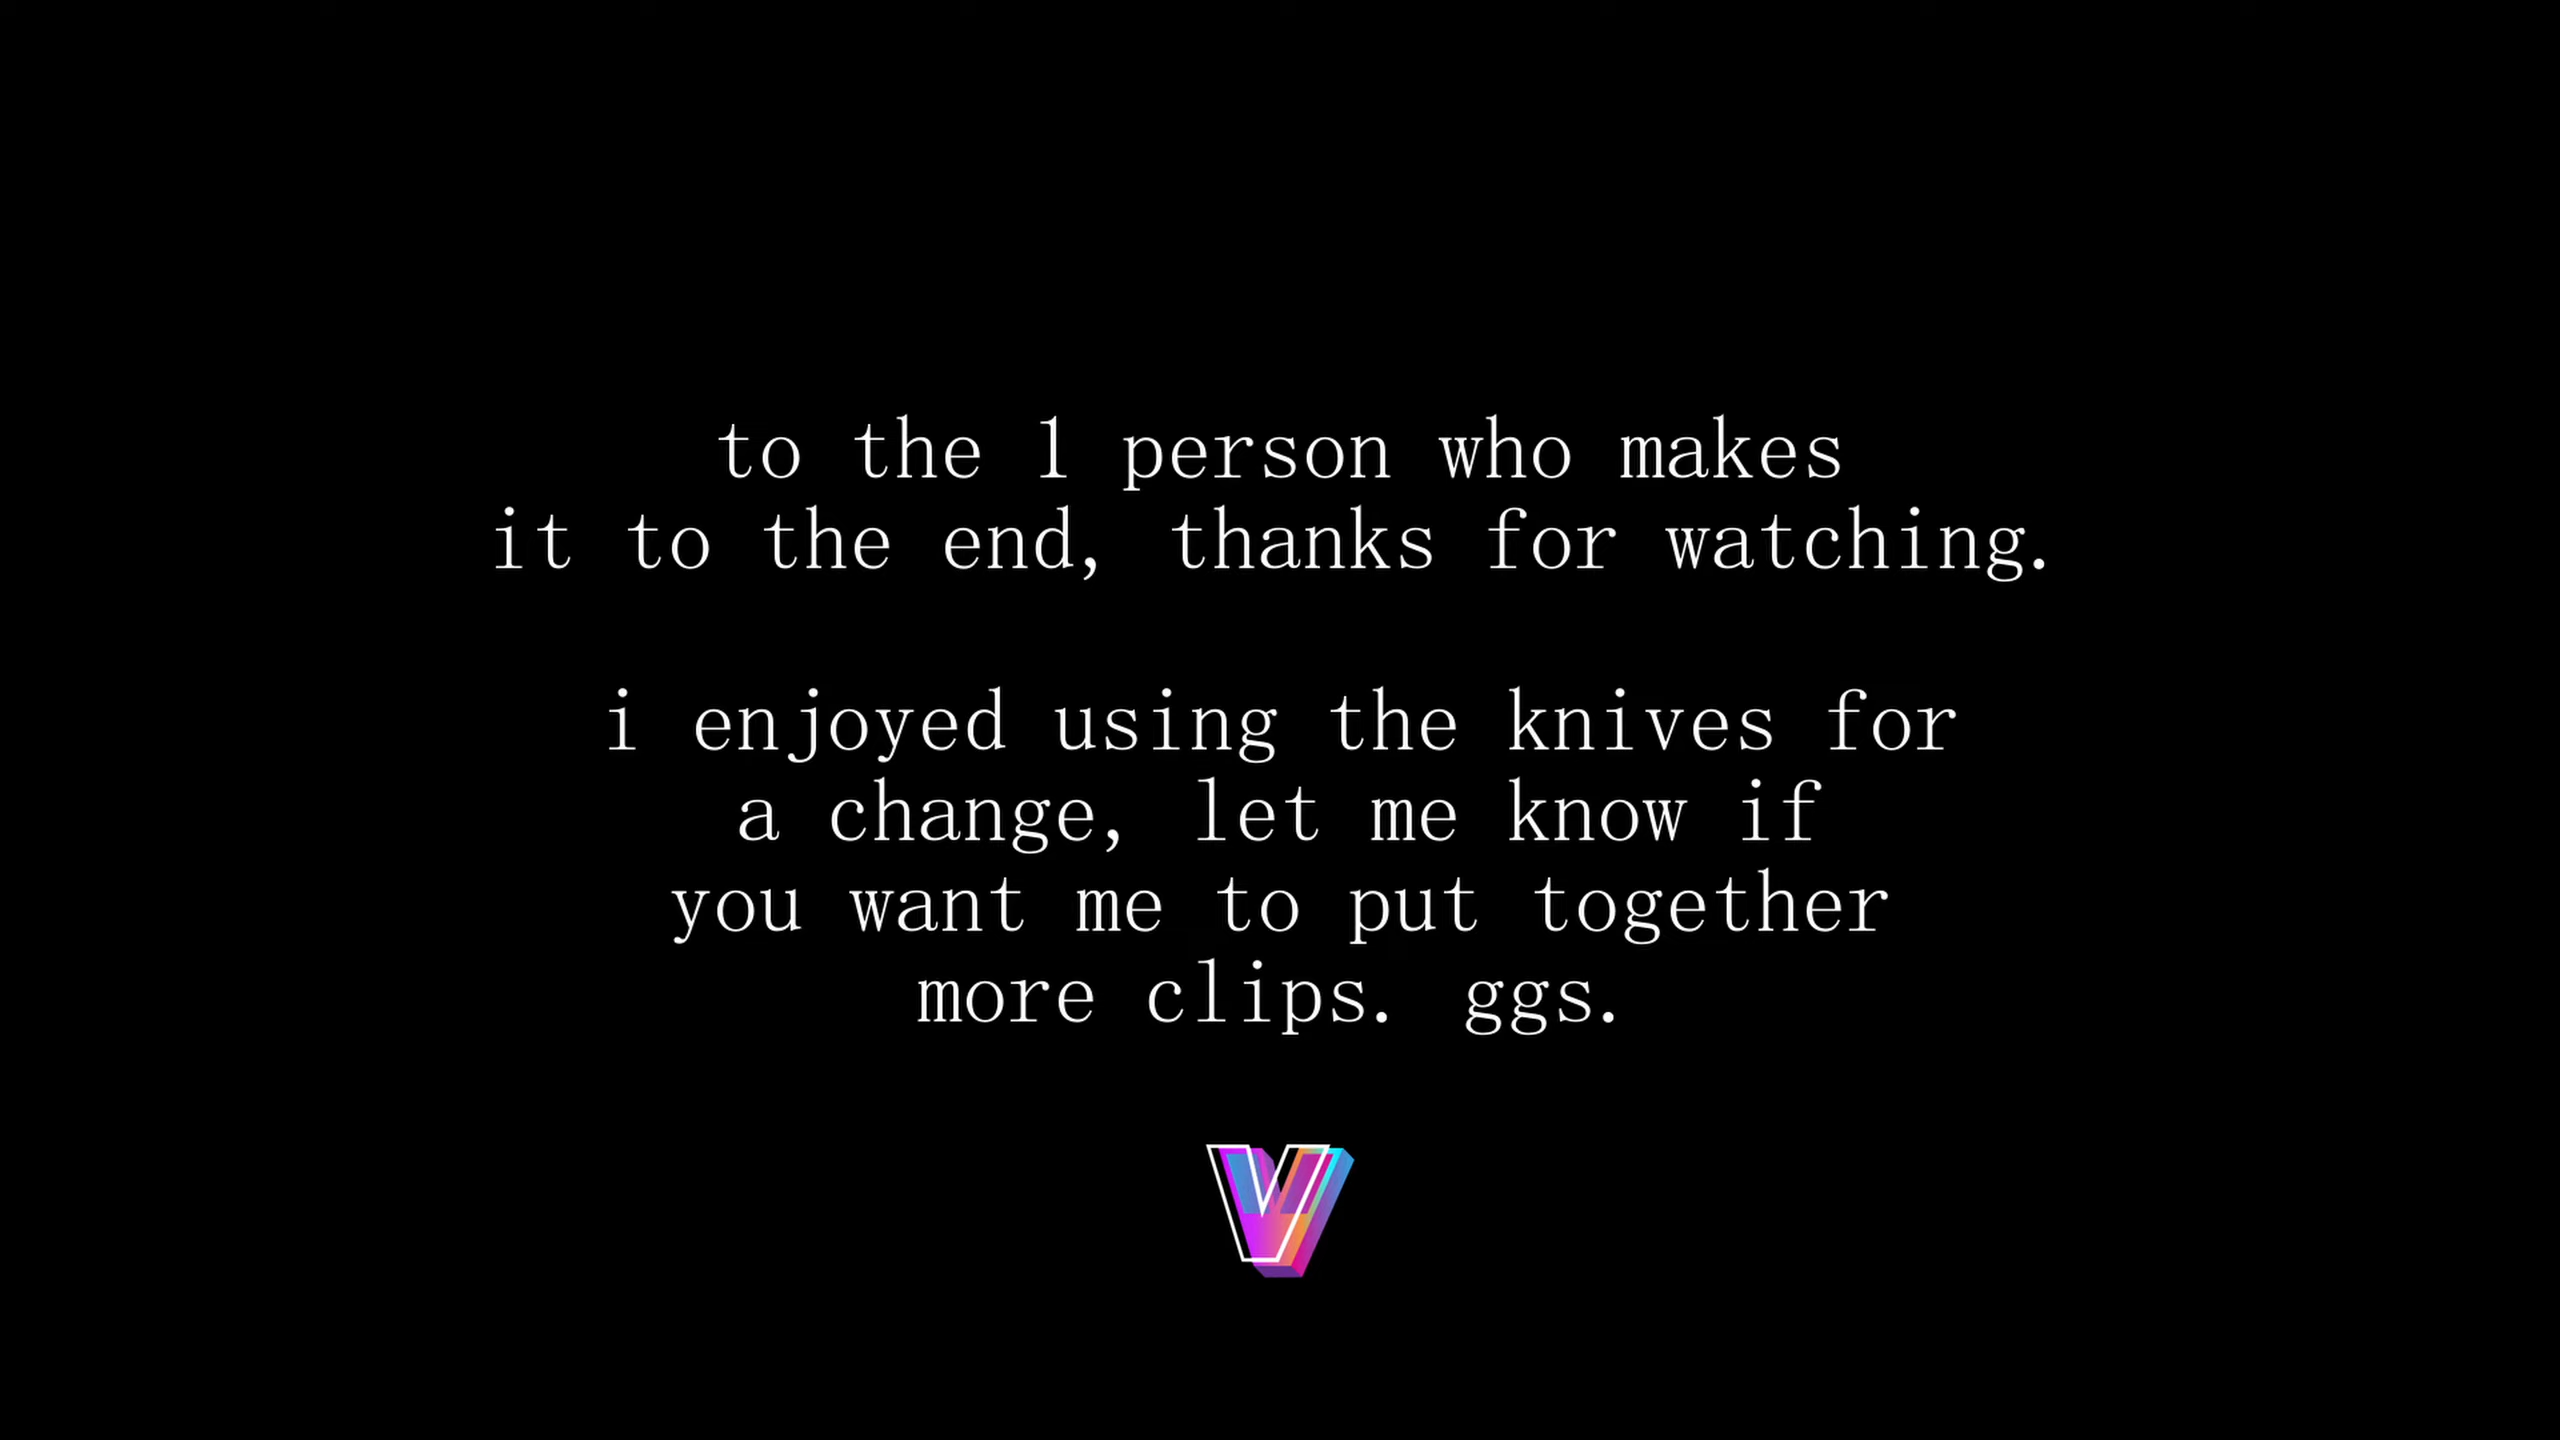 to the 1 person who makes
it to the end, thanks for watching.
i enjoyed using the knives for
a change, let me know if
you want me to put together
more clips. ggs.
V